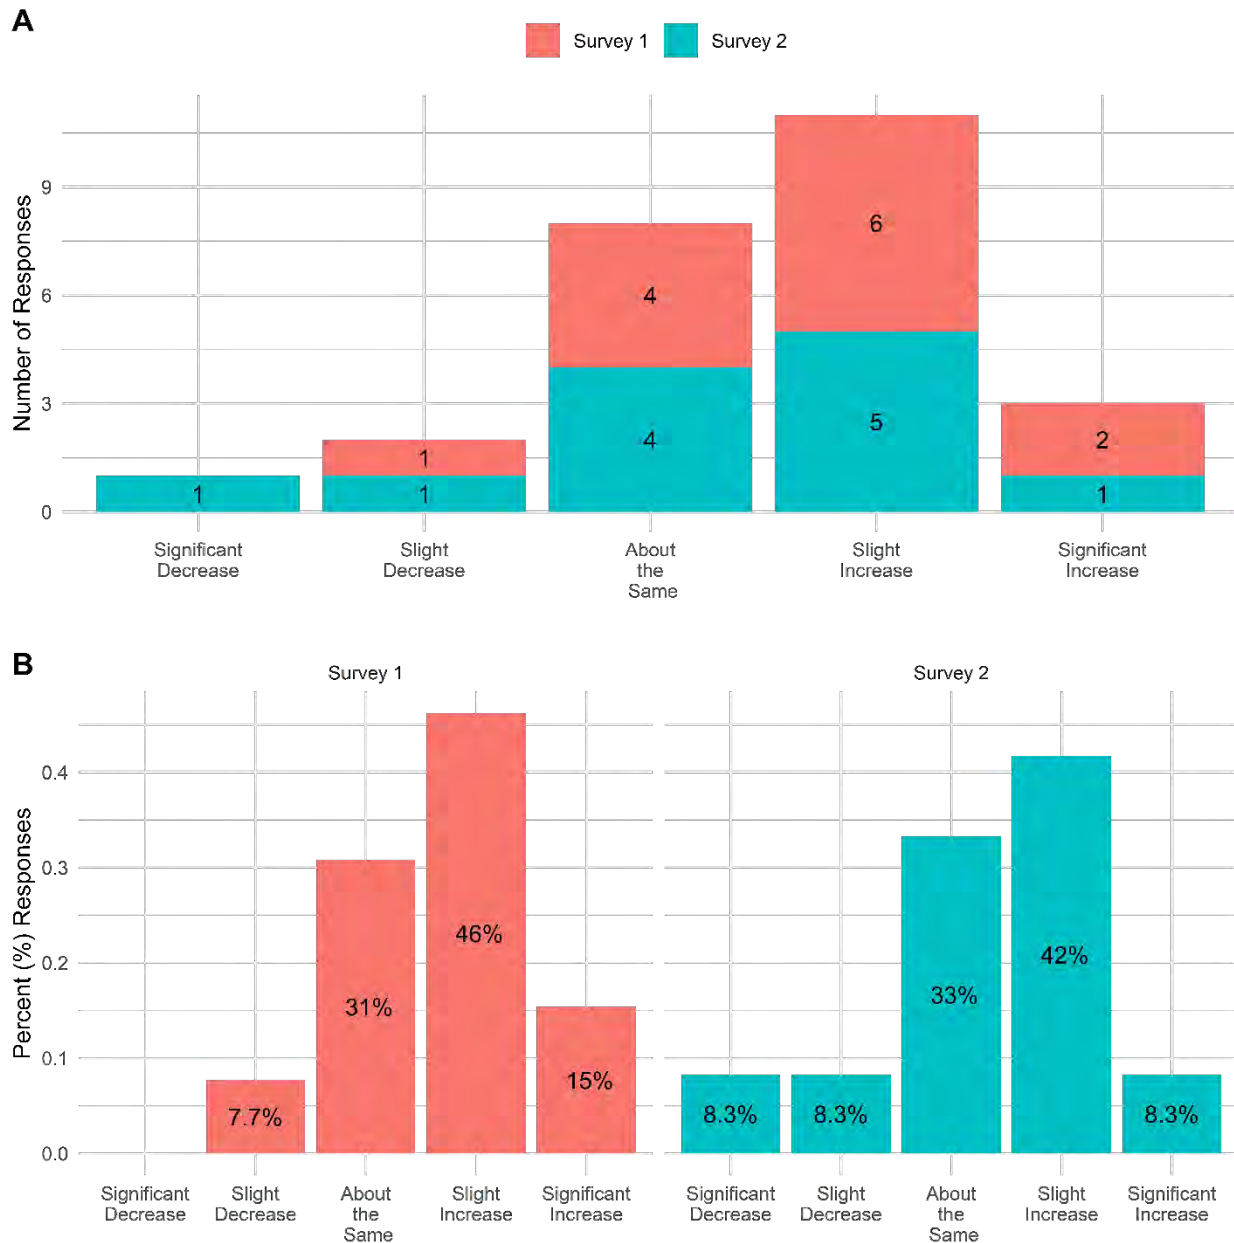 A
Survey 1 Survey 2
Number of Responses
9
6
3
0
6
4
5
4
1
1
1
2
1
Significant
Decrease
Slight
Decrease
About
the
Same
Slight
Increase
Significant
Increase
B
Survey 1
Survey 2
Percent (%) Responses
0.4
0.3
0.2
0.1
0.0
7.7%
31%
46%
15%
8.3%
8.3%
33%
42%
8.3%
Significant
Decrease
Slight
Decrease
About
the
Same
Slight
Increase
Significant
Increase
Significant
Decrease
Slight
Decrease
About
the
Same
Slight
Increase
Significant
Increase